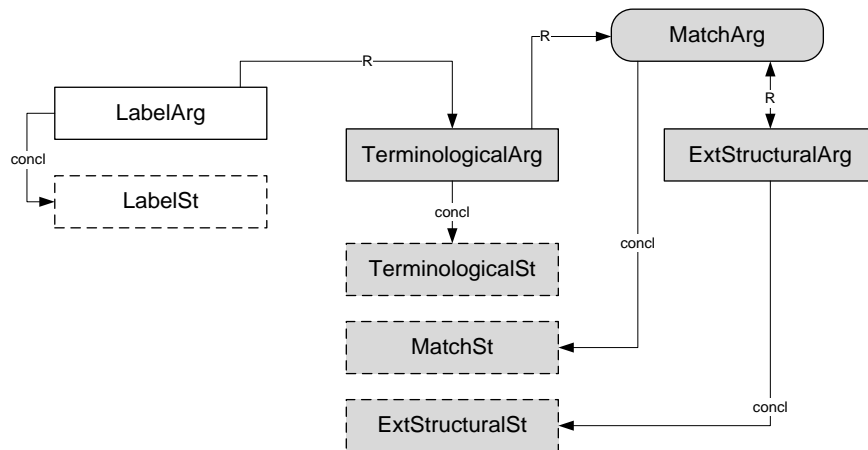 MatchArg
R
R
R
LabelArg
TerminologicalArg
ExtStructuralArg
concl
LabelSt
concl
concl
TerminologicalSt
MatchSt
concl
ExtStructuralSt